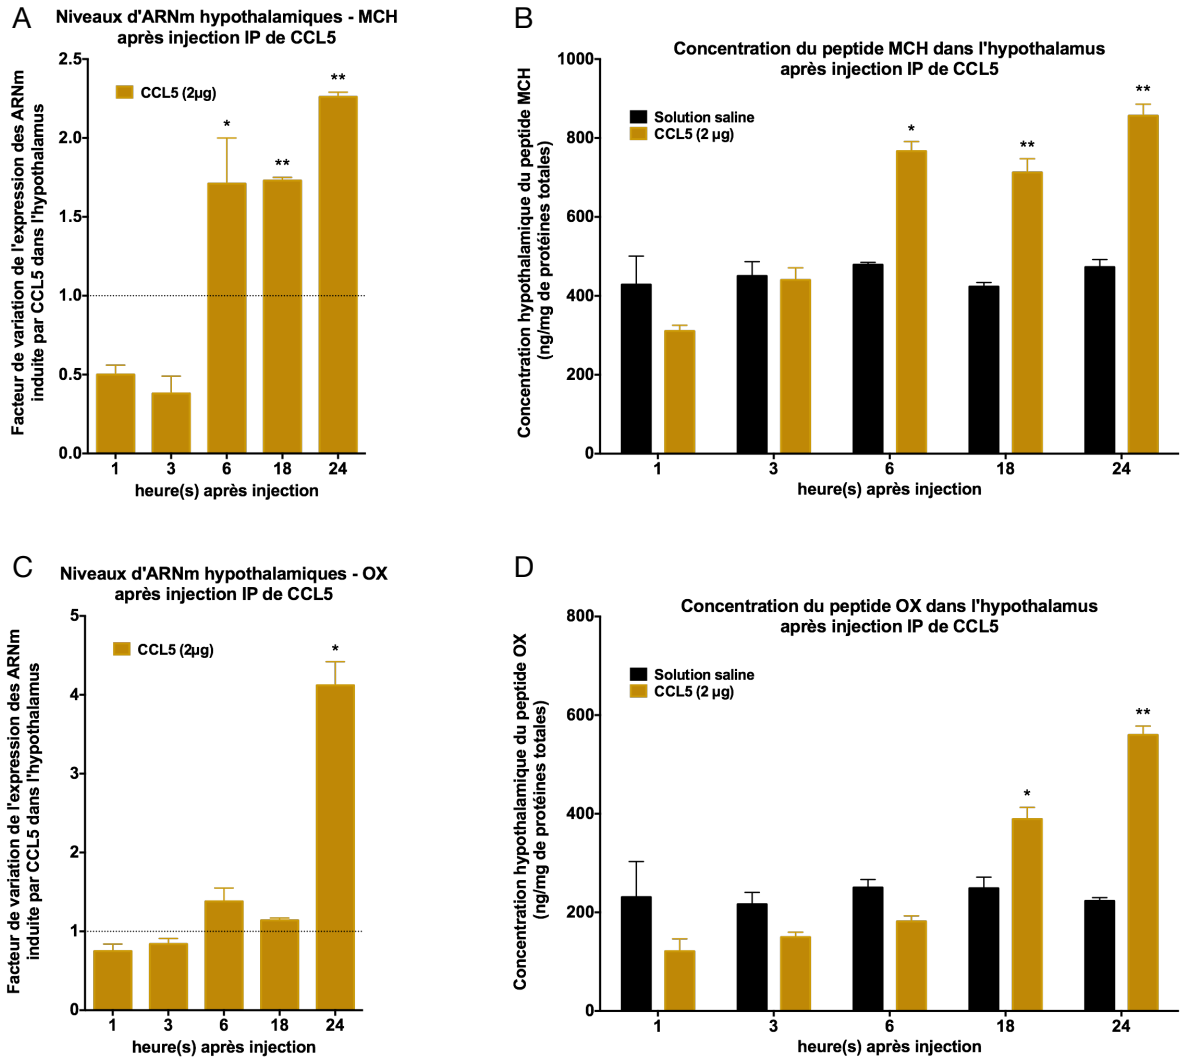 A
Niveaux d'ARNm hypothalamiques - MCH
après injection IP de CCL5
Facteur de variation de l'expression des ARNm
induite par CCL5 dans l'hypothalamus
2.5
2.0
1.5
1.0
0.5
0.0
CCL5 (2µg)
*
**
**
1
3
6
18
24
heure(s) après injection
B
Concentration du peptide MCH dans l'hypothalamus
après injection IP de CCL5
Concentration hypothalamique du peptide MCH
(ng/mg de protéines totales)
1000
800
600
400
200
0
Solution saline
CCL5 (2 µg)
*
**
**
1
3
6
18
24
heure(s) après injection
C
Niveaux d'ARNm hypothalamiques - OX
après injection IP de CCL5
Facteur de variation de l'expression des ARNm
induite par CCL5 dans l'hypothalamus
5
4
3
2
1
0
CCL5 (2µg)
*
1
3
6
18
24
heure(s) après injection
D
Concentration du peptide OX dans l'hypothalamus
après injection IP de CCL5
Concentration hypothalamique du peptide OX
(ng/mg de protéines totales)
800
600
400
200
0
Solution saline
CCL5 (2 µg)
*
**
1
3
6
18
24
heure(s) après injection